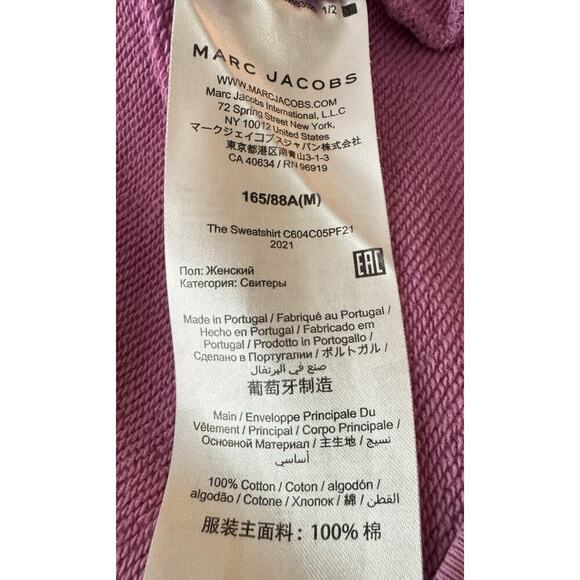 1/2
MARC JACOBS
WWW.MARCJACOBS.COM
Marc Jacobs International, L.L.C
72 Spring Street New York,
NY 10012 United States
マークジェイコブスジャパン株式会社
東京都港区南青山3-1-3
CA 40634 / RN 96919
165/88A(M)
The Sweatshirt C604C05PF21
2021
EAC
Пол: Женский
Категория: Свитеры
Made in Portugal / Fabriqué au Portugal /
Hecho en Portugal / Fabricado em
Portugal / Prodotto in Portogallo /
Сделано в Португалии / ポルトガル /
صنع في البرتغال
葡萄牙制造
Main / Enveloppe Principale Du
Vêtement / Principal / Corpo Principale /
Основной Материал / 主生地 / نسيج
أساسي
100% Cotton / Coton / algodón /
algodão / Cotone / Хлопок / 綿 / القطن
服装主面料: 100% 棉